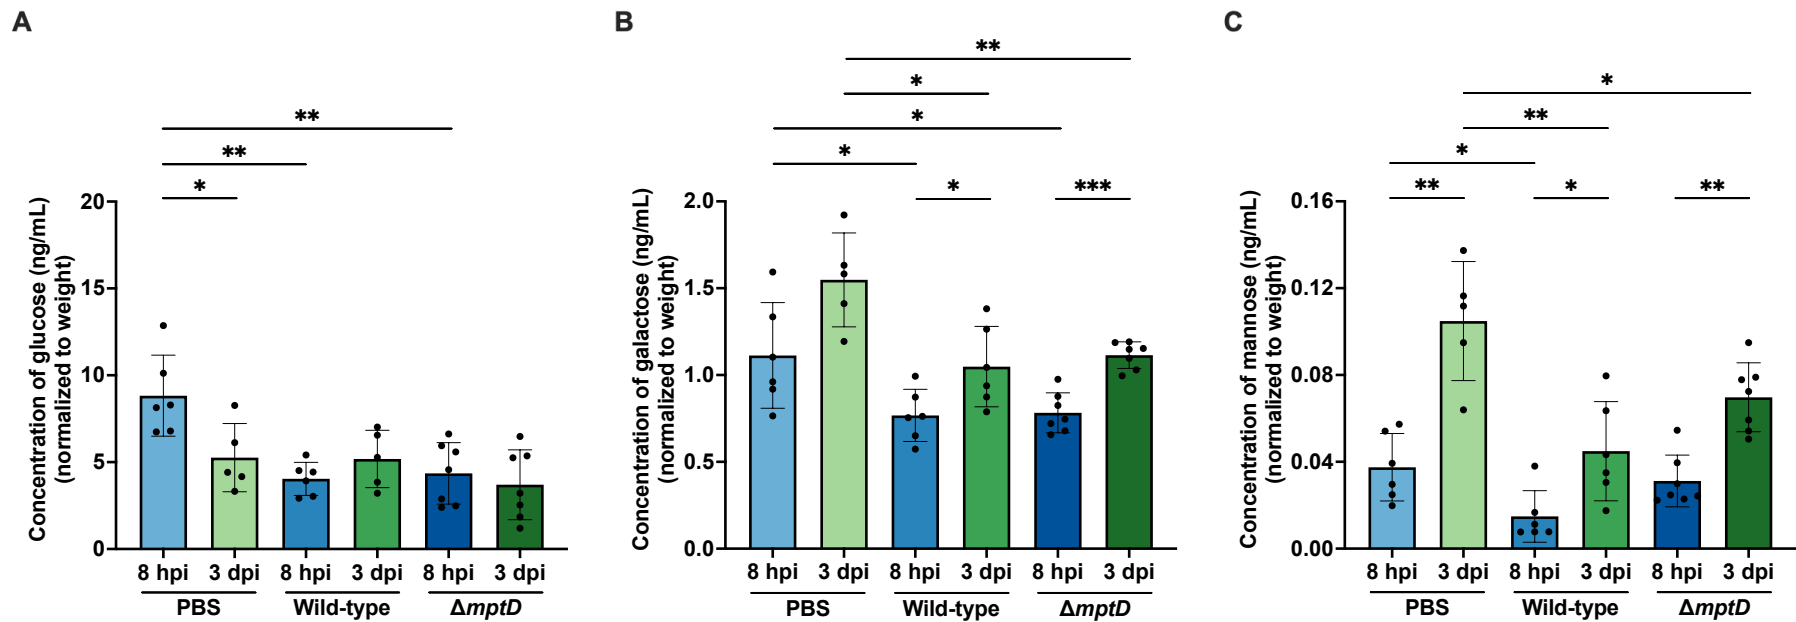 A
B
C
**
**
*
20
15
10
5
0
Concentration of glucose (ng/mL)
(normalized to weight)
8 hpi 3 dpi 8 hpi 3 dpi 8 hpi 3 dpi
PBS Wild-type ΔmptD
**
*
*
*
*
***
2.0
1.5
1.0
0.5
0.0
Concentration of galactose (ng/mL)
(normalized to weight)
8 hpi 3 dpi 8 hpi 3 dpi 8 hpi 3 dpi
PBS Wild-type ΔmptD
*
**
*
**
*
**
0.16
0.12
0.08
0.04
0.00
Concentration of mannose (ng/mL)
(normalized to weight)
8 hpi 3 dpi 8 hpi 3 dpi 8 hpi 3 dpi
PBS Wild-type ΔmptD